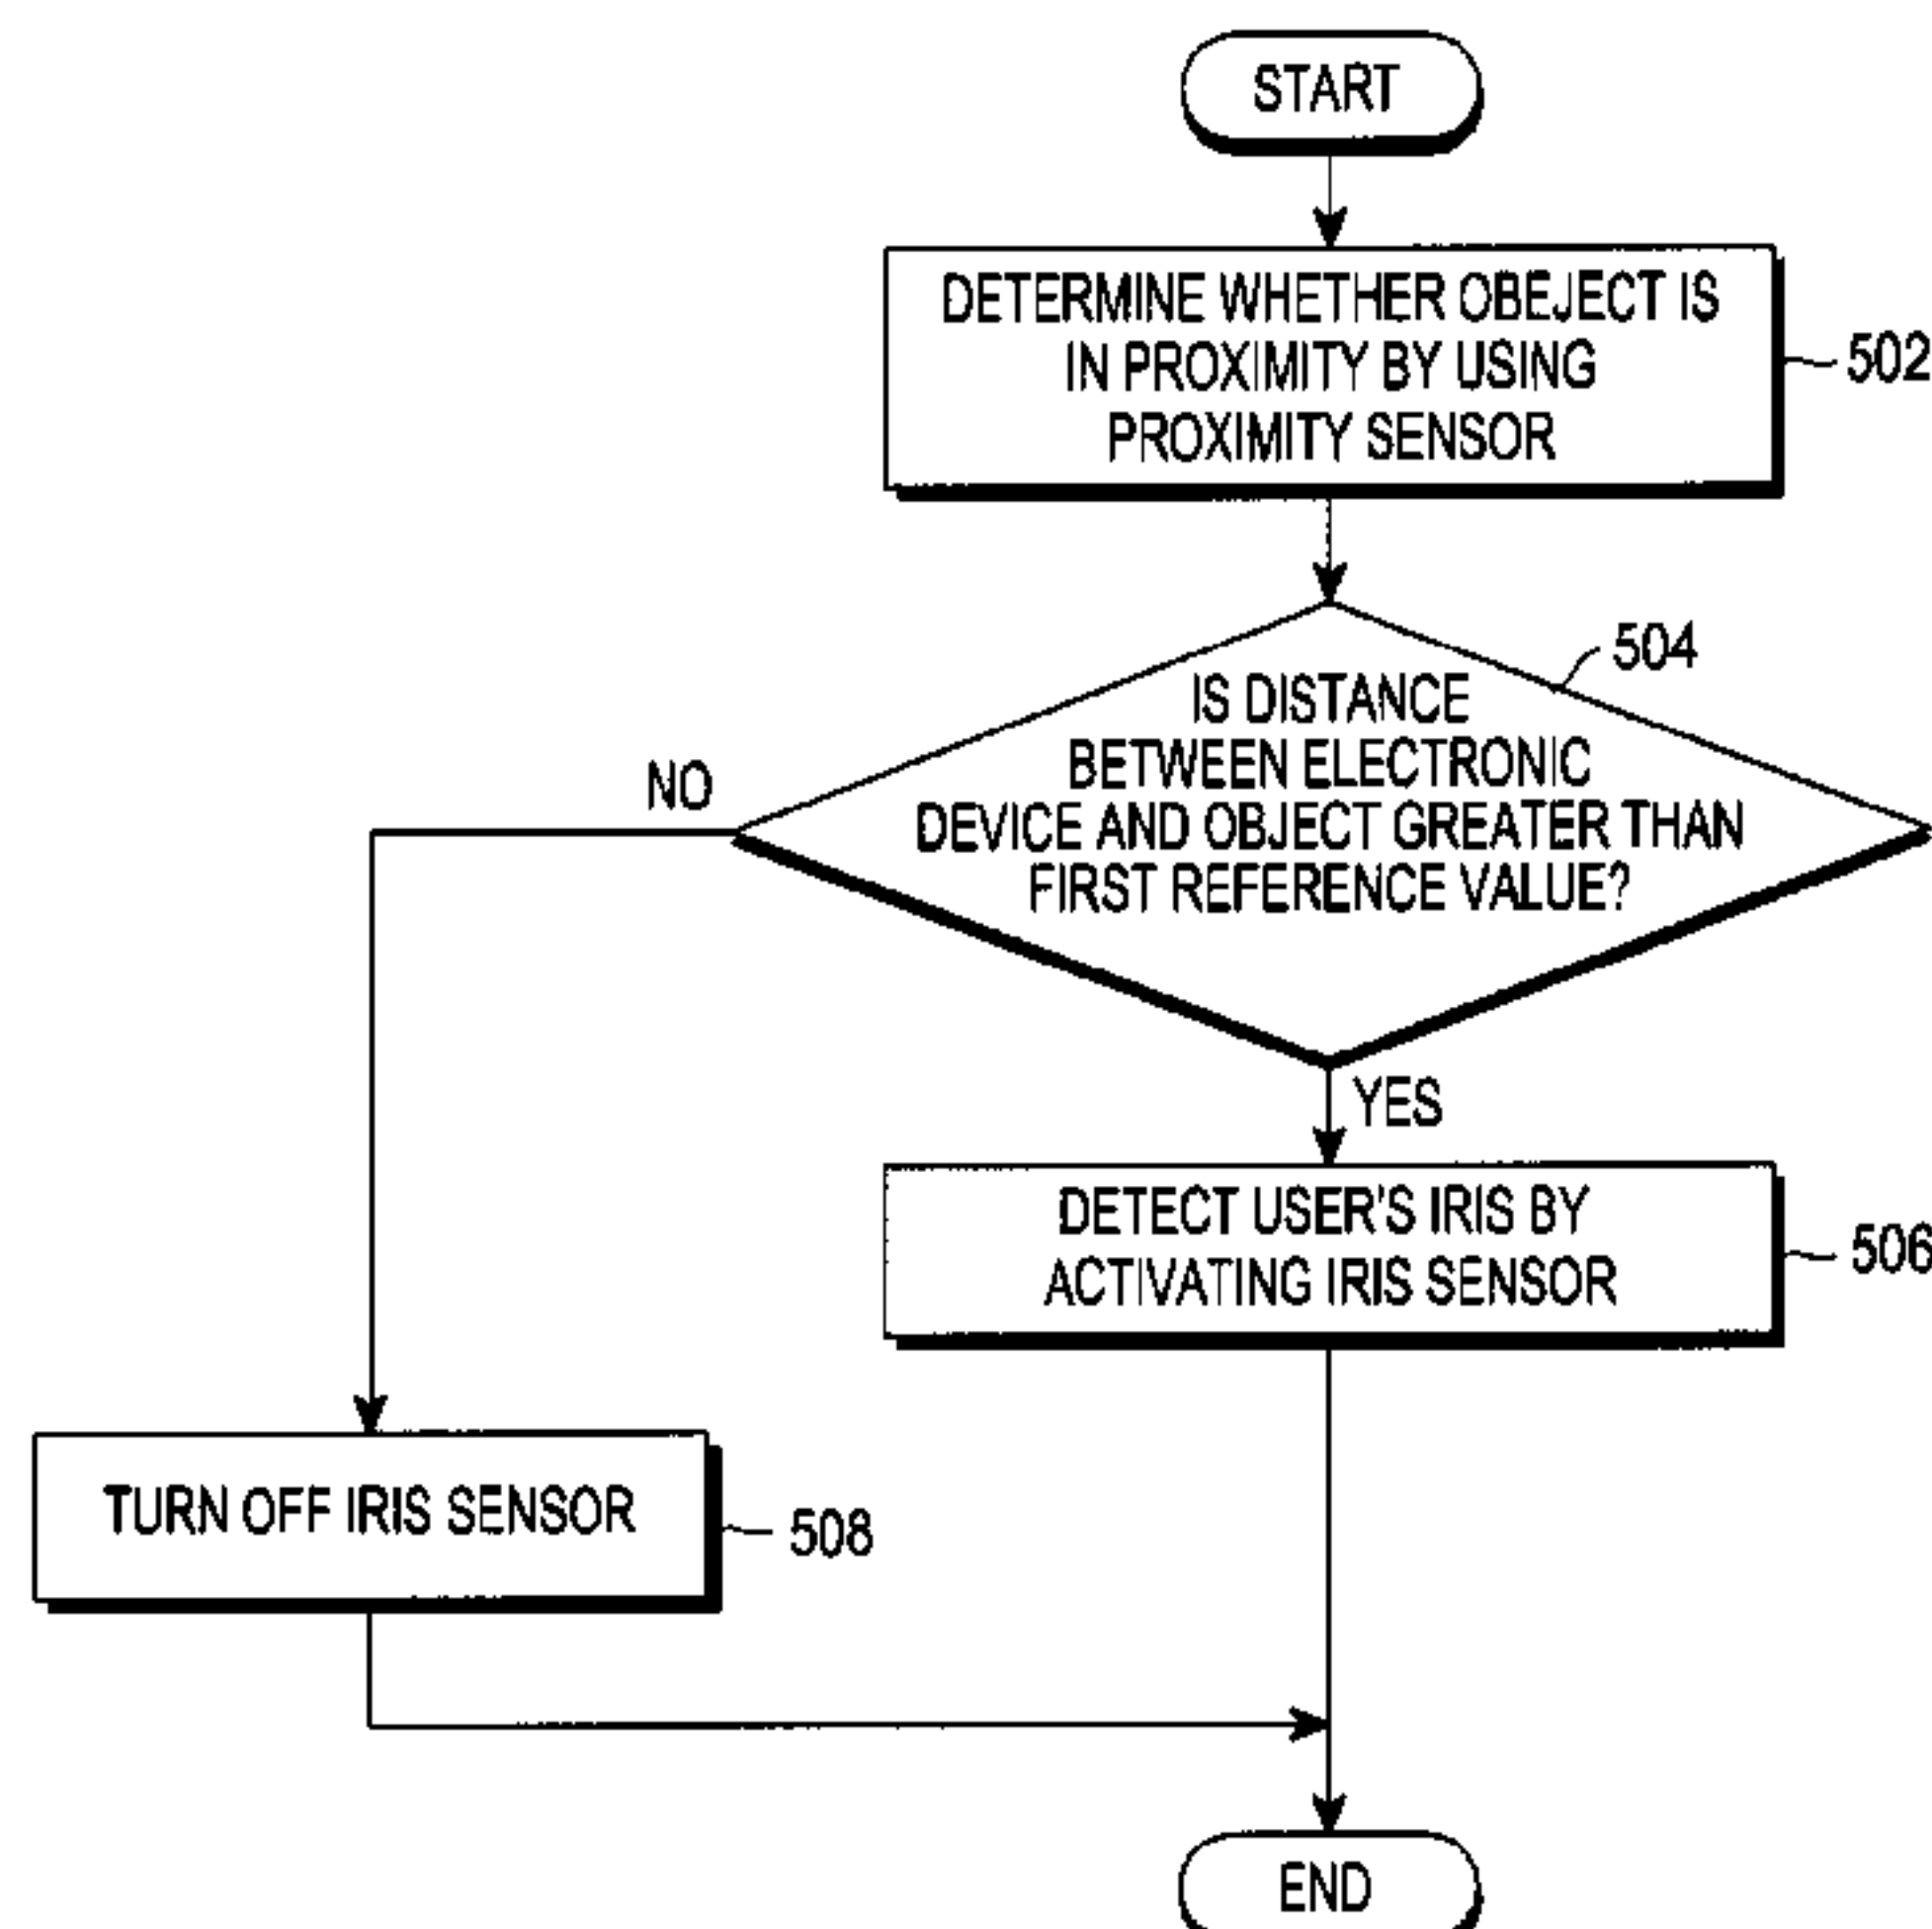 START
DETERMINE WHETHER OBEJECT IS
IN PROXIMITY BY USING
PROXIMITY SENSOR
502
504
IS DISTANCE
BETWEEN ELECTRONIC
DEVICE AND OBJECT GREATER THAN
FIRST REFERENCE VALUE?
NO
YES
DETECT USER'S IRIS BY
ACTIVATING IRIS SENSOR
506
TURN OFF IRIS SENSOR
508
END